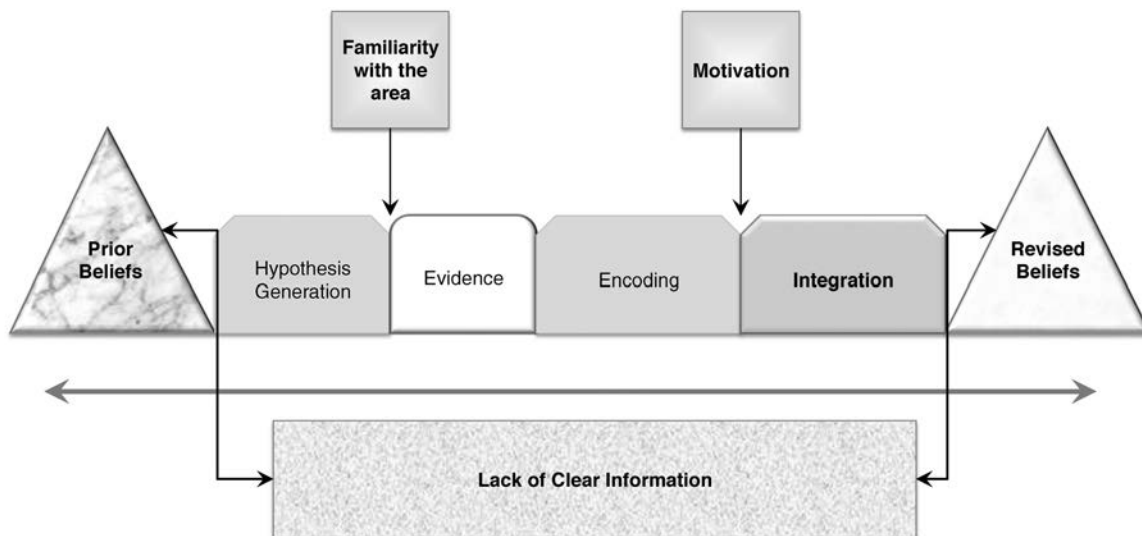 Familiarity
with the
area
Motivation
Prior
Beliefs
Hypothesis
Generation
Evidence
Encoding
Integration
Revised
Beliefs
Lack of Clear Information